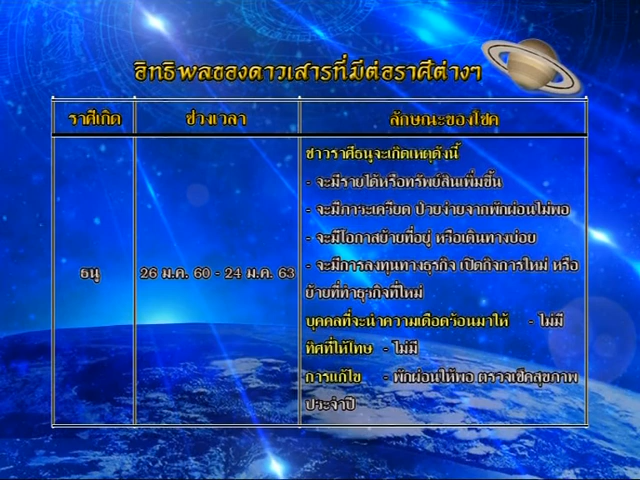 อิทธิพลของดาวเสาร์ที่มีต่อราศีต่างๆ
ราศีเกิด ช่วงเวลา ลักษณะของโชค
ชาวราศีธนูจะเกิดเหตุดังนี้
- จะมีรายได้หรือทรัพย์สินเพิ่มขึ้น
- จะมีภาวะเครียด ป่วยง่ายจากพักผ่อนไม่พอ
- จะมีโอกาสย้ายที่อยู่ หรือเดินทางบ่อย
ธนู 26 ม.ค. 60 - 24 ม.ค. 63 - จะมีการลงทุนทางธุรกิจ เปิดกิจการใหม่ หรือ
ย้ายที่ทำธุรกิจที่ใหม่
บุคคลที่จะนำความเดือดร้อนมาให้ - ไม่มี
ทิศที่ให้โทษ - ไม่มี
การแก้ไข - พักผ่อนให้พอ ตรวจเช็คสุขภาพ
ประจำปี